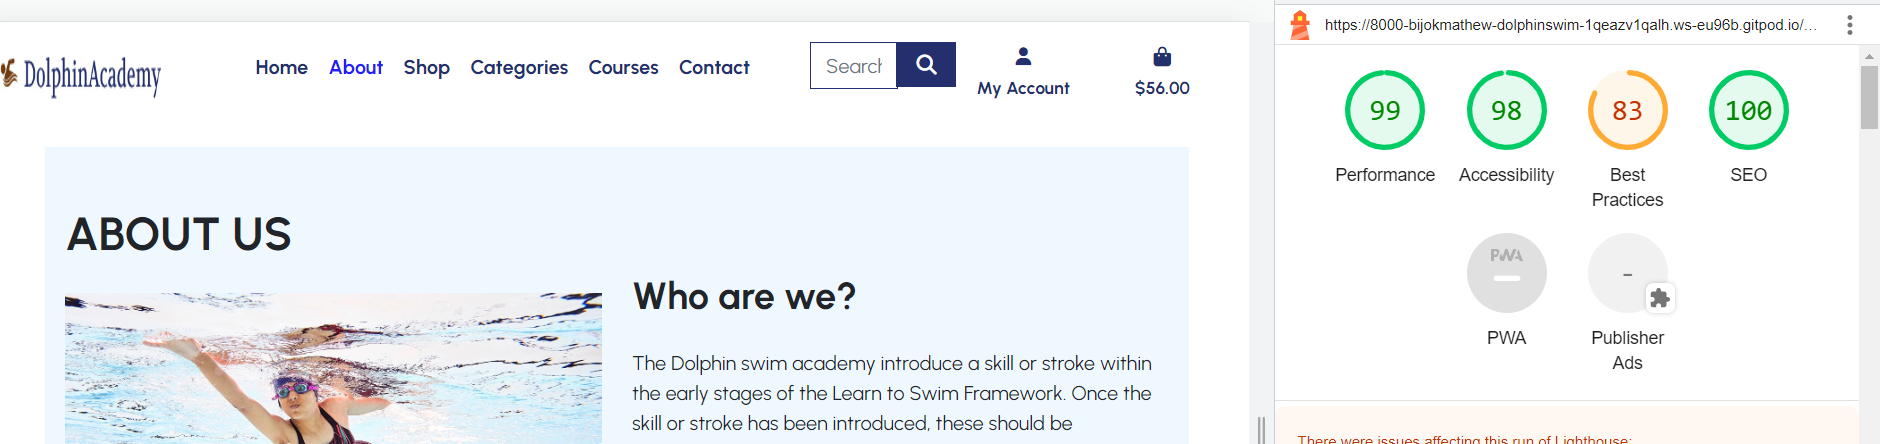 DolphinAcademy
Home About Shop Categories Courses Contact
Search
My Account
$56.00
ABOUT US
Who are we?
The Dolphin swim academy introduce a skill or stroke within
the early stages of the Learn to Swim Framework. Once the
skill or stroke has been introduced, these should be
https://8000-bijokmathew-dolphinswim-1qeazv1qalh.ws-eu96b.gitpod.io/...
99
Performance
98
Accessibility
83
Best
Practices
100
SEO
PWA
PWA
-
Publisher
Ads
There were issues affecting this run of Lighthouse: